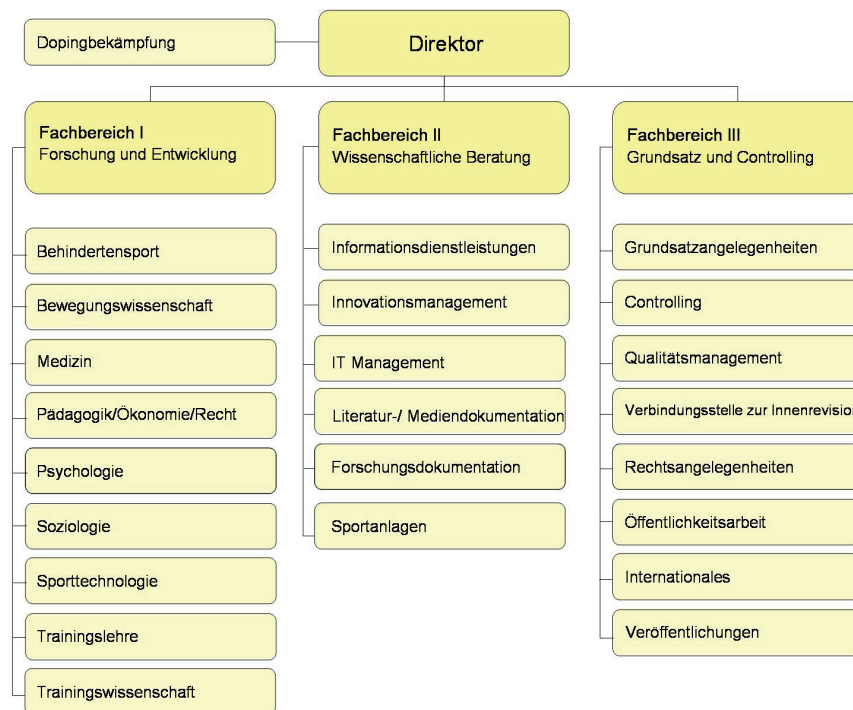 Dopingbekämpfung
Direktor
Fachbereich I
Forschung und Entwicklung
Behindertensport
Bewegungswissenschaft
Medizin
Pädagogik/Ökonomie/Recht
Psychologie
Soziologie
Sporttechnologie
Trainingslehre
Trainingswissenschaft
Fachbereich II
Wissenschaftliche Beratung
Informationsdienstleistungen
Innovationsmanagement
IT Management
Literatur-/ Mediendokumentation
Forschungsdokumentation
Sportanlagen
Fachbereich III
Grundsatz und Controlling
Grundsatzangelegenheiten
Controlling
Qualitätsmanagement
Verbindungsstelle zur Innenrevision
Rechtsangelegenheiten
Öffentlichkeitsarbeit
Internationales
Veröffentlichungen